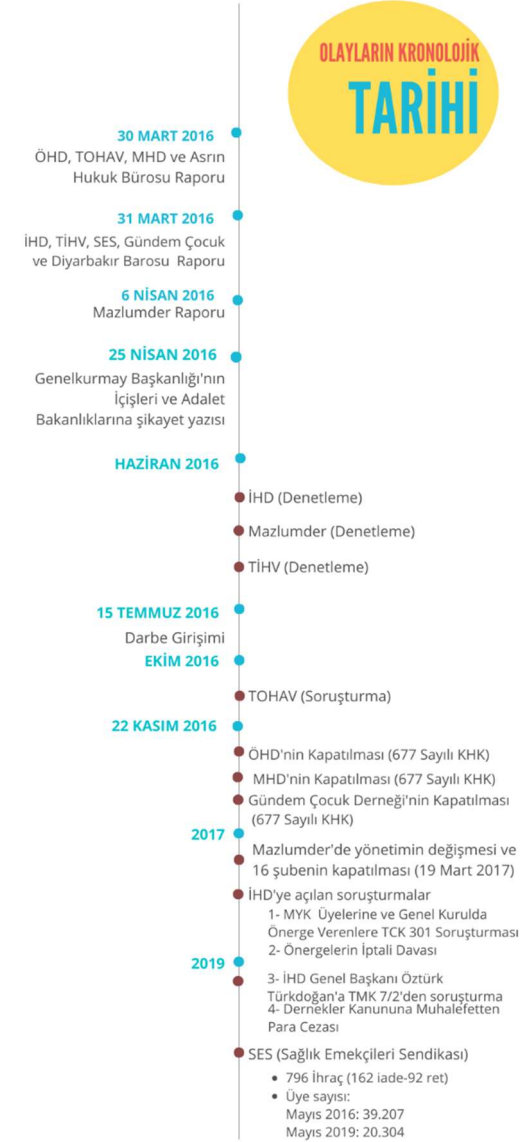 OLAYLARIN KRONOLOJİK
TARİHİ
30 MART 2016
ÖHD, TOHAV, MHD ve Asrın
Hukuk Bürosu Raporu
31 MART 2016
İHD, TİHV, SES, Gündem Çocuk
ve Diyarbakır Barosu Raporu
6 NİSAN 2016
Mazlumder Raporu
25 NİSAN 2016
Genelkurmay Başkanlığı'nın
İçişleri ve Adalet
Bakanlıklarına şikayet yazısı
HAZİRAN 2016
İHD (Denetleme)
Mazlumder (Denetleme)
TİHV (Denetleme)
15 TEMMUZ 2016
Darbe Girişimi
EKİM 2016
TOHAV (Soruşturma)
22 KASIM 2016
ÖHD'nin Kapatılması (677 Sayılı KHK)
MHD'nin Kapatılması (677 Sayılı KHK)
Gündem Çocuk Derneği'nin Kapatılması
(677 Sayılı KHK)
2017
Mazlumder'de yönetimin değişmesi ve
16 şubenin kapatılması (19 Mart 2017)
İHD'ye açılan soruşturmalar
1- MYK Üyelerine ve Genel Kurulda
Önerge Verenlere TCK 301 Soruşturması
2- Önergelerin İptali Davası
2019
3- İHD Genel Başkanı Öztürk
Türkdoğan'a TMK 7/2'den soruşturma
4- Dernekler Kanununa Muhalefetten
Para Cezası
SES (Sağlık Emekçileri Sendikası)
• 796 İhraç (162 iade-92 ret)
• Üye sayısı:
Mayıs 2016: 39.207
Mayıs 2019: 20.304